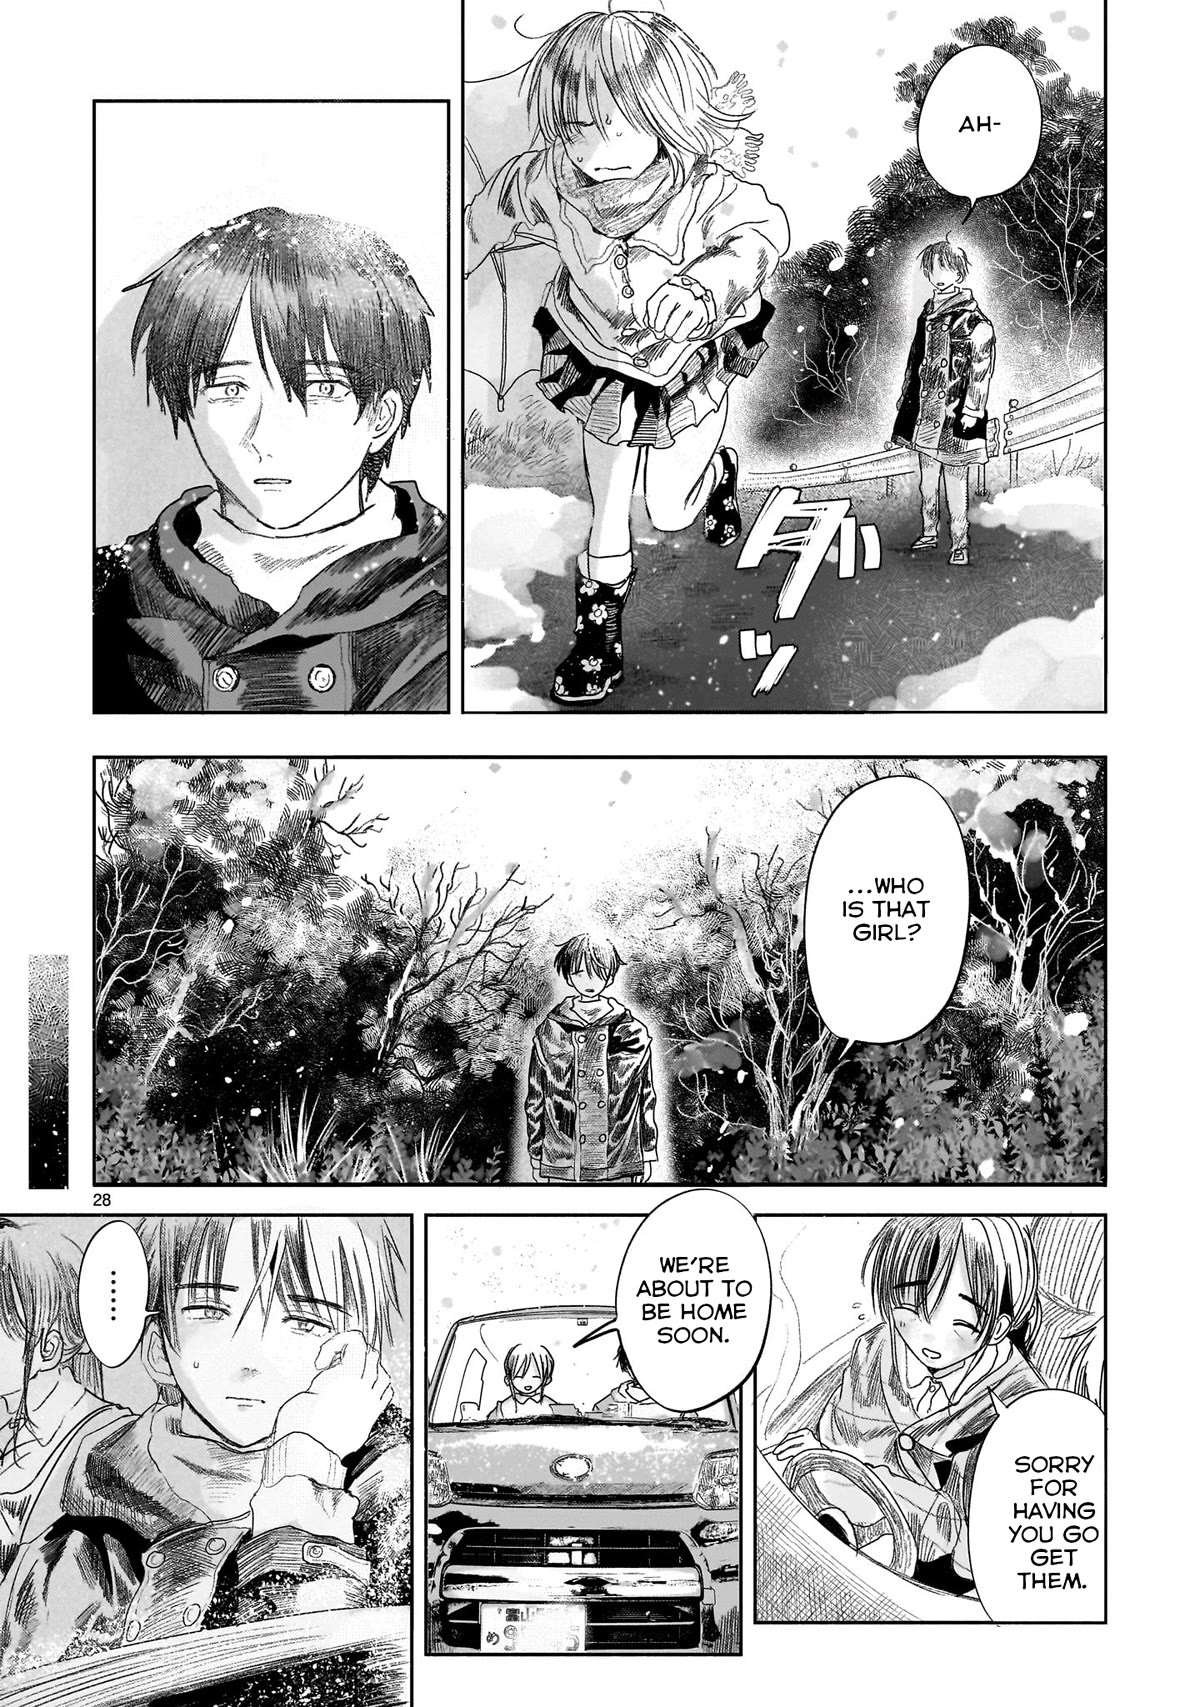 AH-
ダッ
…WHO
IS THAT
GIRL?
SORRY
FOR
HAVING
YOU GO
GET
THEM.
WE'RE
ABOUT TO
BE HOME
SOON.
......
28